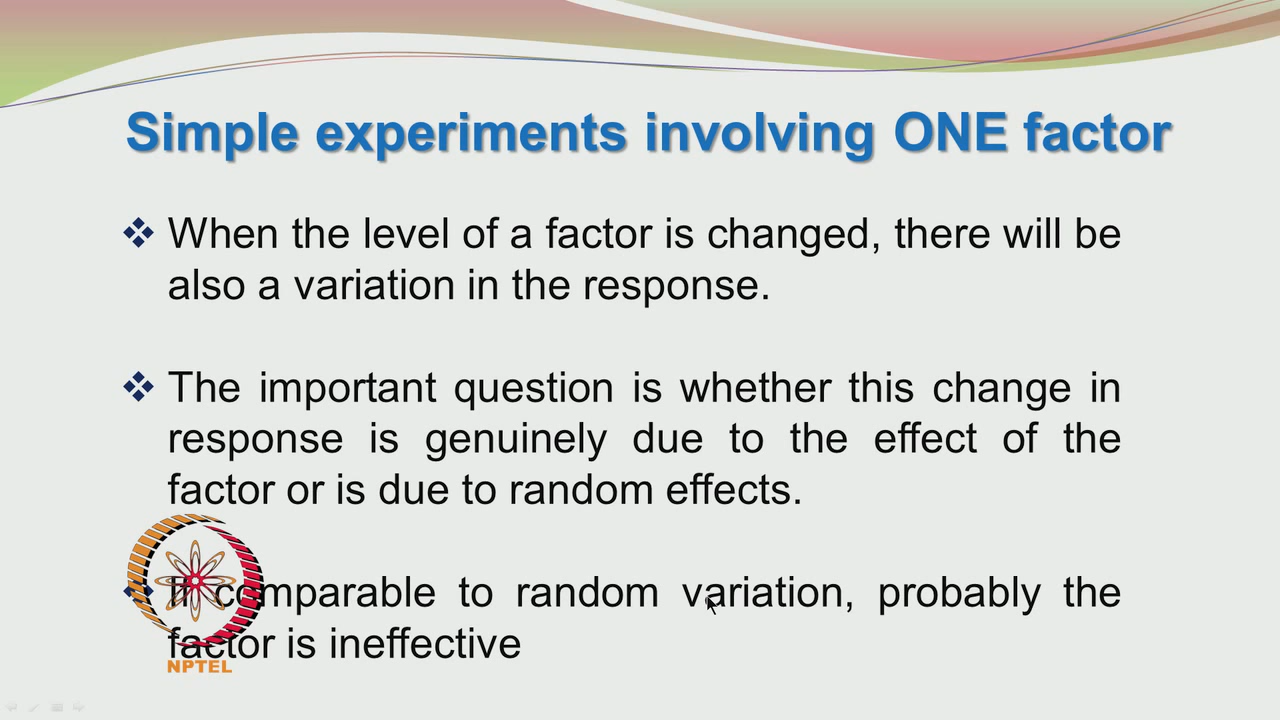 Simple experiments involving ONE factor
When the level of a factor is changed, there will be
also a variation in the response.
The important question is whether this change in
response is genuinely due to the effect of the
factor or is due to random effects.
If comparable to random variation, probably the
factor is ineffective
NPTEL